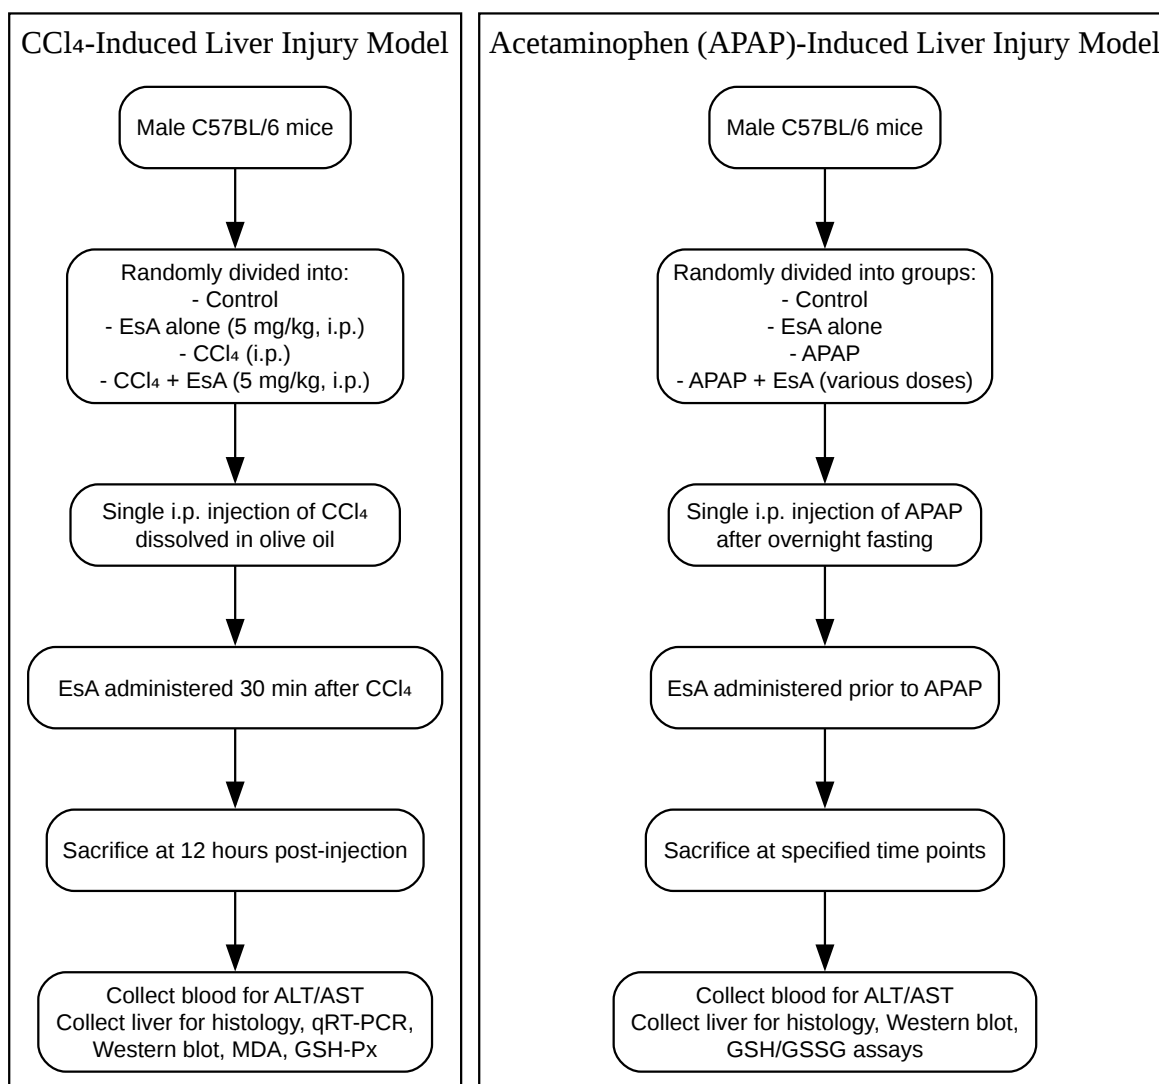 CCl₄-Induced Liver Injury Model
Male C57BL/6 mice
Randomly divided into:
- Control
- EsA alone (5 mg/kg, i.p.)
- CCl₄ (i.p.)
- CCl₄ + EsA (5 mg/kg, i.p.)
Single i.p. injection of CCl₄
dissolved in olive oil
EsA administered 30 min after CCl₄
Sacrifice at 12 hours post-injection
Collect blood for ALT/AST
Collect liver for histology, qRT-PCR,
Western blot, MDA, GSH-Px
Acetaminophen (APAP)-Induced Liver Injury Model
Male C57BL/6 mice
Randomly divided into groups:
- Control
- EsA alone
- APAP
- APAP + EsA (various doses)
Single i.p. injection of APAP
after overnight fasting
EsA administered prior to APAP
Sacrifice at specified time points
Collect blood for ALT/AST
Collect liver for histology, Western blot,
GSH/GSSG assays